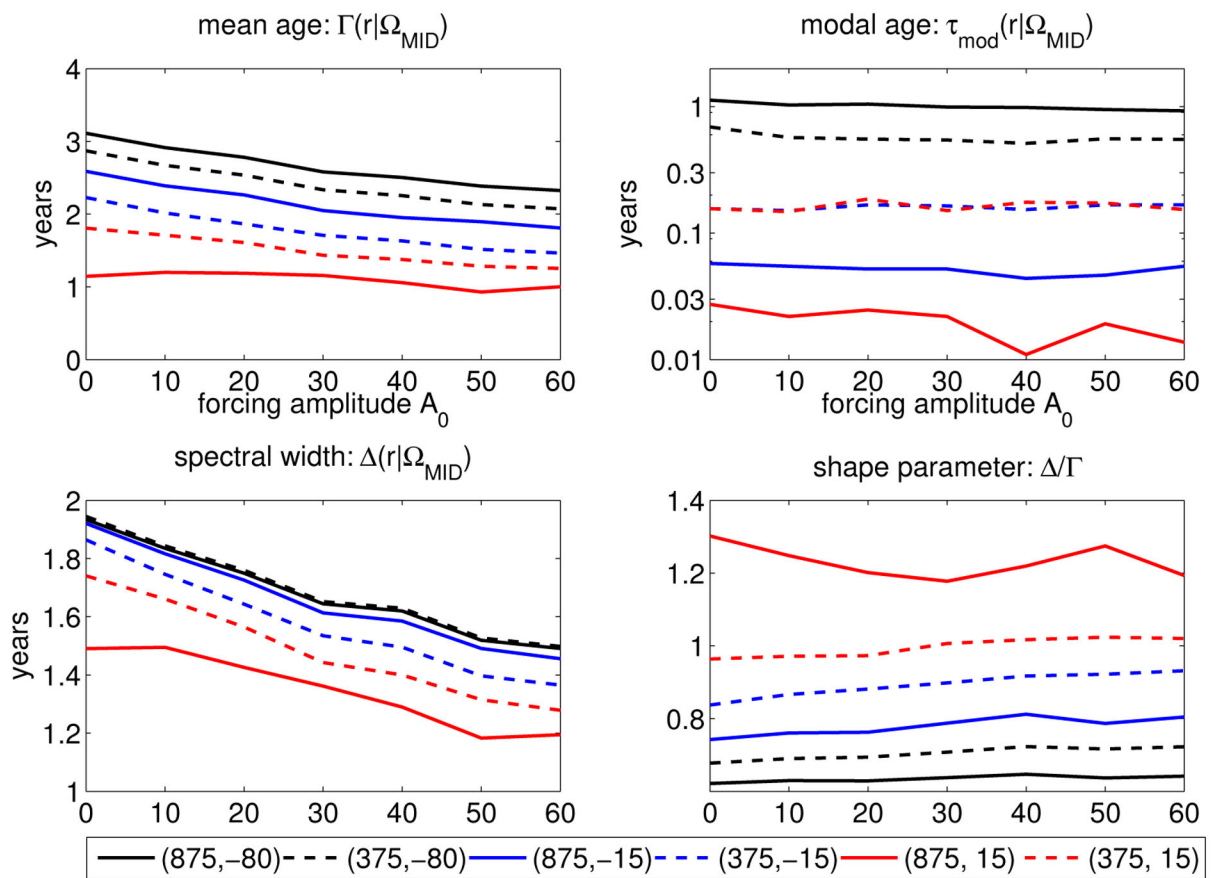 mean age: Γ(r|Ω_MID)
4
3
2
1
0
years
0 10 20 30 40 50 60
forcing amplitude A_0
modal age: τ_mod(r|Ω_MID)
1
0.3
0.1
0.03
0.01
years
0 10 20 30 40 50 60
forcing amplitude A_0
spectral width: Δ(r|Ω_MID)
2
1.8
1.6
1.4
1.2
1
years
0 10 20 30 40 50 60
shape parameter: Δ/Γ
1.4
1.2
1
0.8
0 10 20 30 40 50 60
(875,−80) (375,−80) (875,−15) (375,−15) (875, 15) (375, 15)